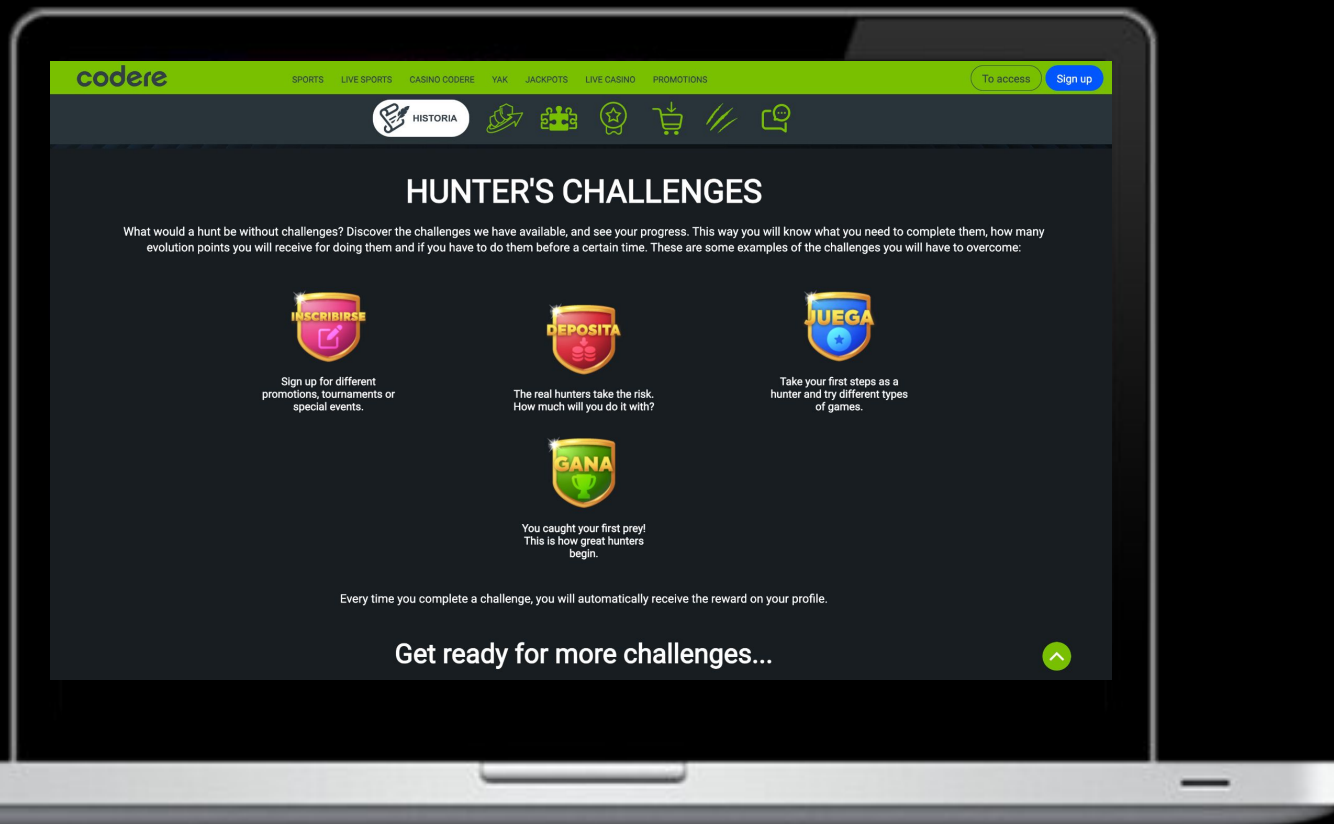 codere
SPORTS LIVE SPORTS CASINO CODERE YAK JACKPOTS LIVE CASINO PROMOTIONS
To access Sign up
HISTORIA
HUNTER'S CHALLENGES
What would a hunt be without challenges? Discover the challenges we have available, and see your progress. This way you will know what you need to complete them, how many
evolution points you will receive for doing them and if you have to do them before a certain time. These are some examples of the challenges you will have to overcome:
INSCRIBIRSE
Sign up for different
promotions, tournaments or
special events.
DEPOSITA
The real hunters take the risk.
How much will you do it with?
JUEGA
Take your first steps as a
hunter and try different types
of games.
GANA
You caught your first prey!
This is how great hunters
begin.
Every time you complete a challenge, you will automatically receive the reward on your profile.
Get ready for more challenges...